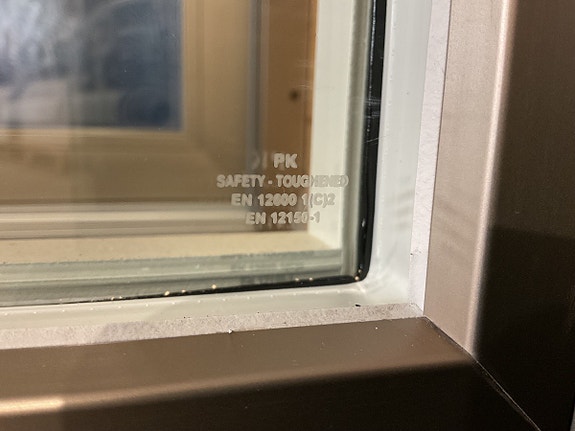 PK
SAFETY - TOUGHENED
EN 12600 1(C)2
EN 12150-1